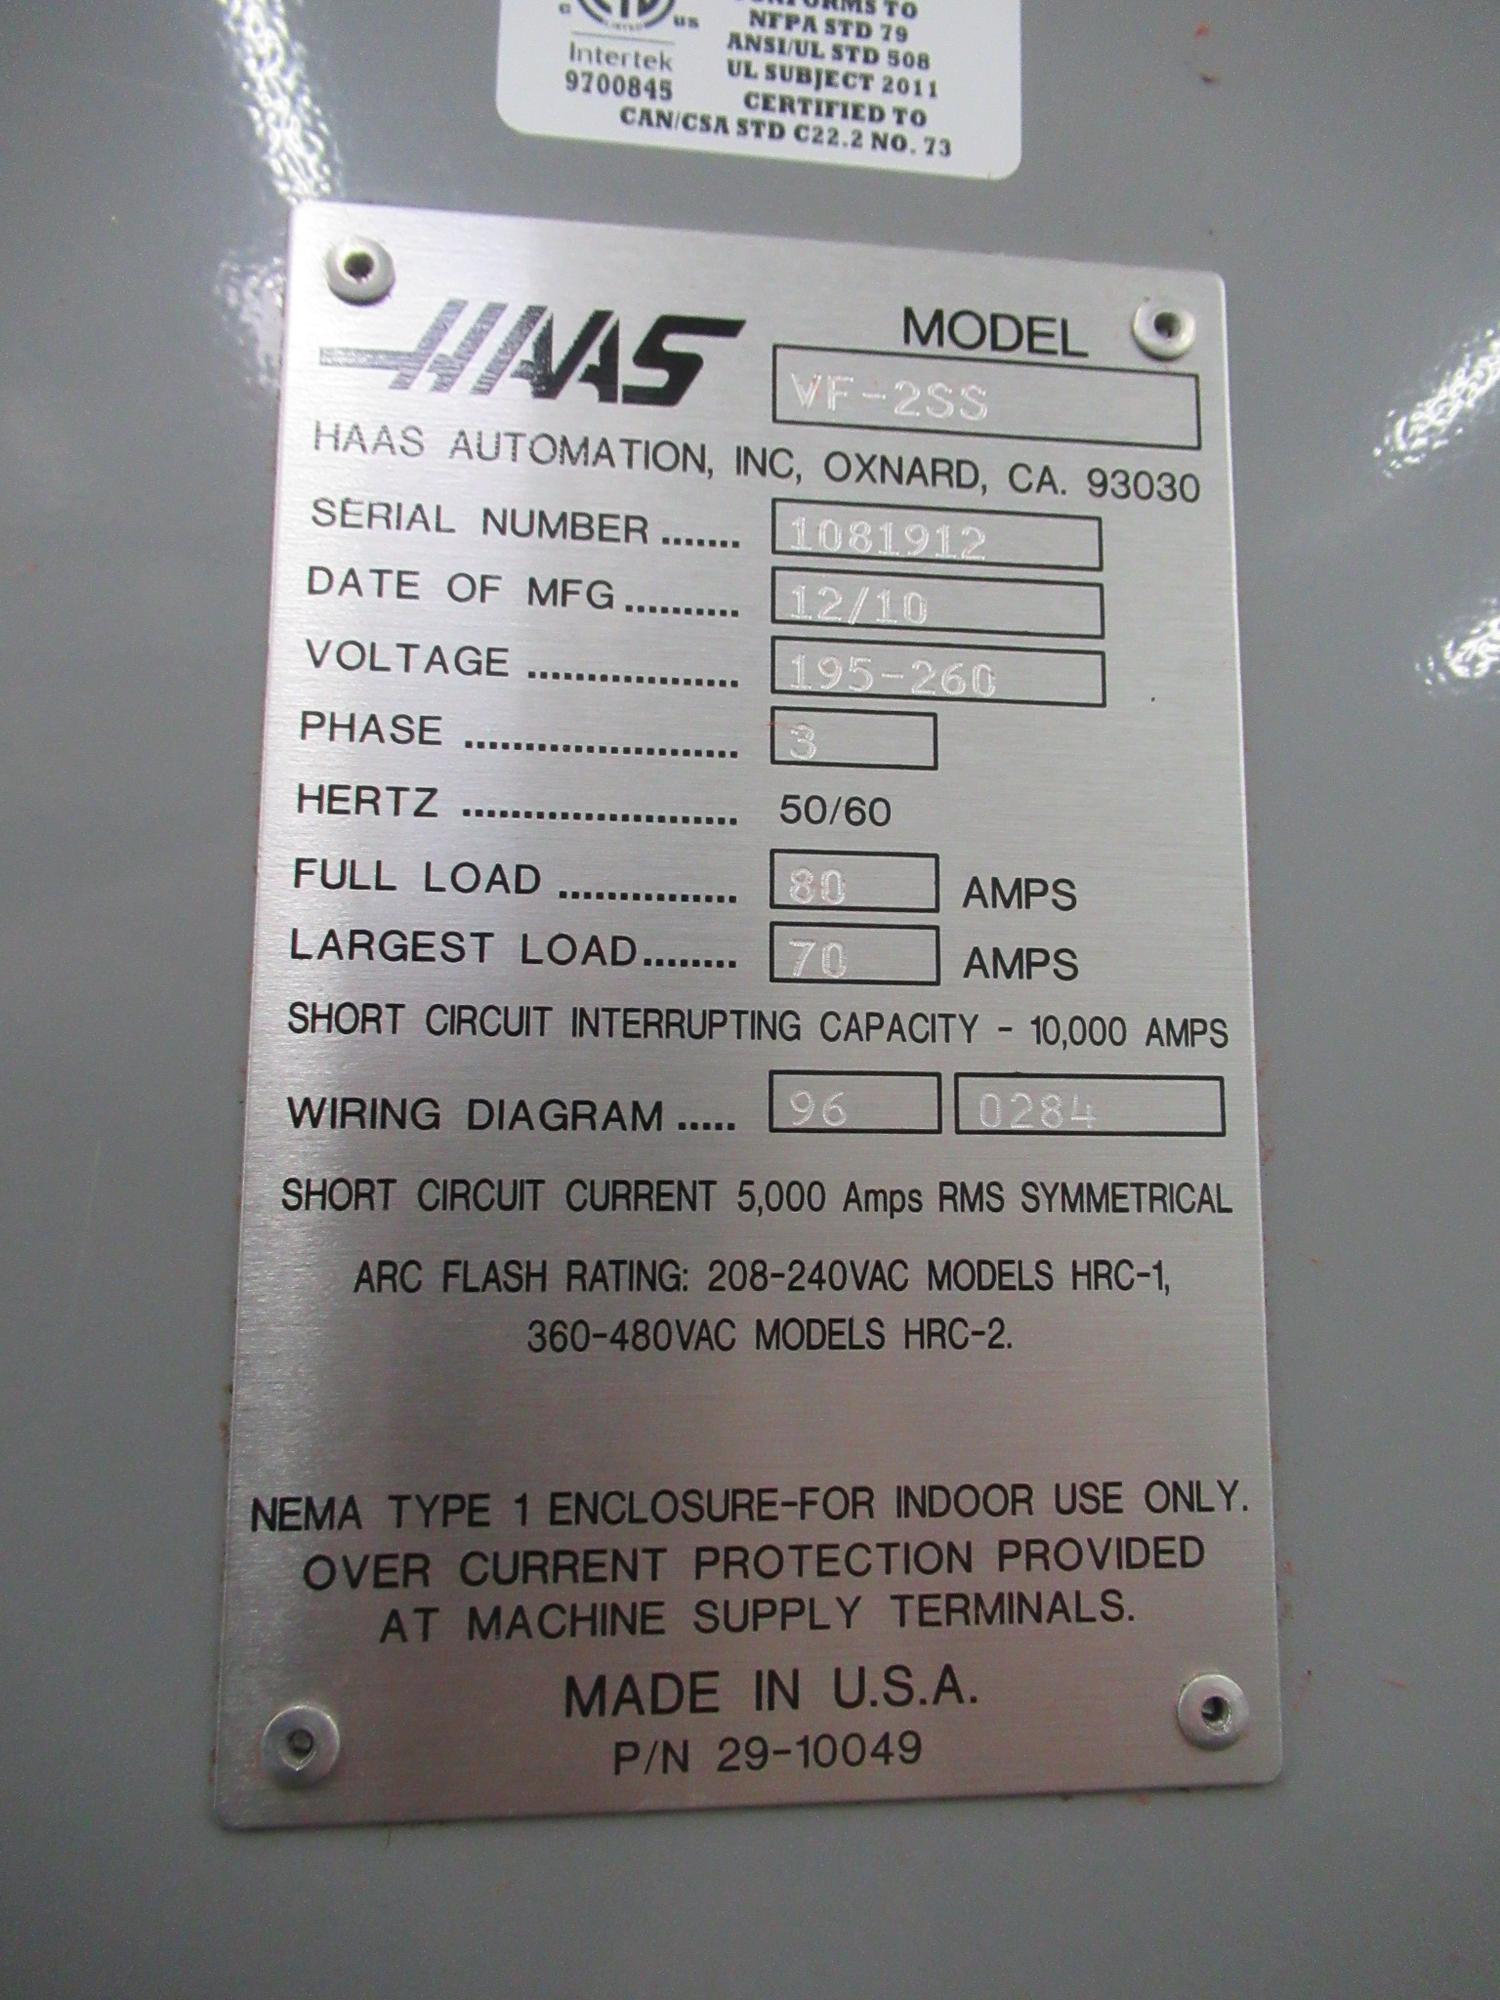 C US
LISTED
Intertek
9700845
CONFORMS TO
NFPA STD 79
ANSI/UL STD 508
UL SUBJECT 2011
CERTIFIED TO
CAN/CSA STD C22.2 NO. 73
HAAS
MODEL
VF-2SS
HAAS AUTOMATION, INC, OXNARD, CA. 93030
SERIAL NUMBER ....... 1081912
DATE OF MFG .......... 12/10
VOLTAGE ................. 195-260
PHASE ...................... 3
HERTZ ...................... 50/60
FULL LOAD ............... 80 AMPS
LARGEST LOAD ........ 70 AMPS
SHORT CIRCUIT INTERRUPTING CAPACITY - 10,000 AMPS
WIRING DIAGRAM ..... 96 0284
SHORT CIRCUIT CURRENT 5,000 Amps RMS SYMMETRICAL
ARC FLASH RATING: 208-240VAC MODELS HRC-1,
360-480VAC MODELS HRC-2.
NEMA TYPE 1 ENCLOSURE-FOR INDOOR USE ONLY.
OVER CURRENT PROTECTION PROVIDED
AT MACHINE SUPPLY TERMINALS.
MADE IN U.S.A.
P/N 29-10049